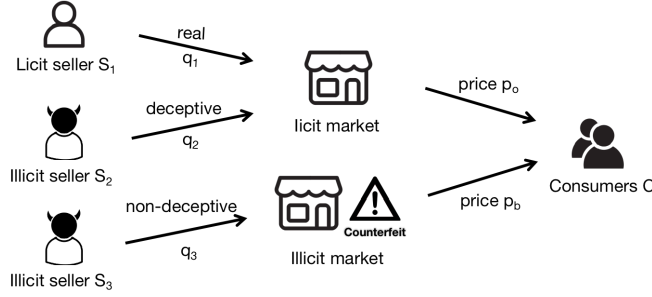 real
Licit seller S₁
q₁
licit market
price pₒ
deceptive
Illicit seller S₂
q₂
Consumers C
non-deceptive
Counterfeit
price p_b
Illicit seller S₃
q₃
Illicit market